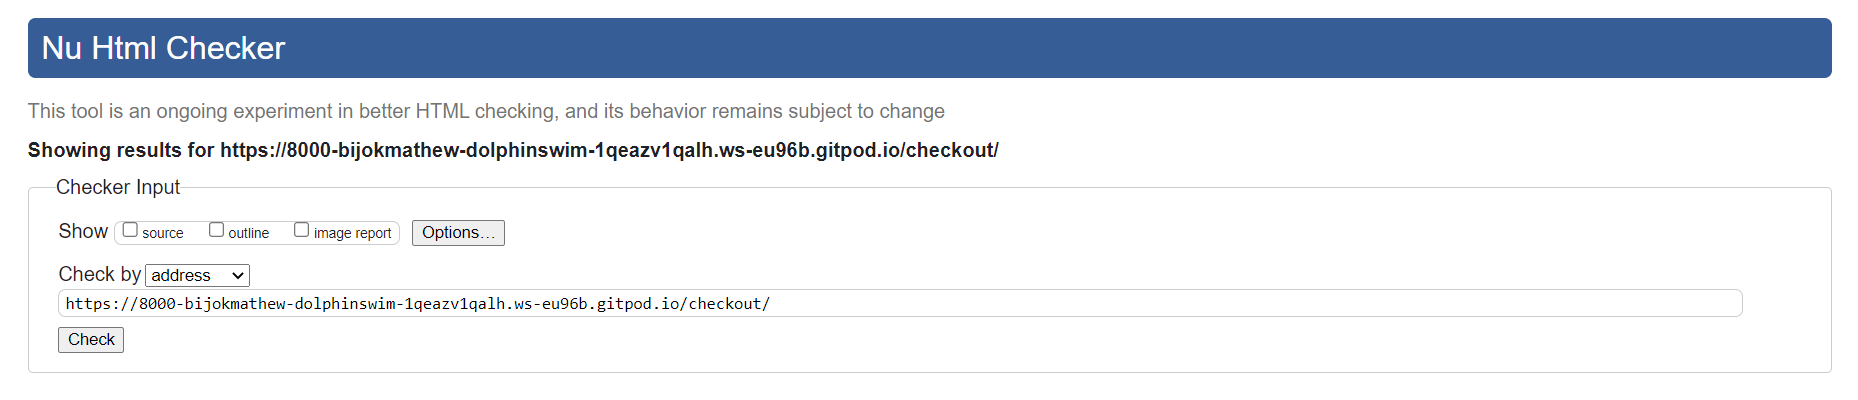 Nu Html Checker
This tool is an ongoing experiment in better HTML checking, and its behavior remains subject to change
Showing results for https://8000-bijokmathew-dolphinswim-1qeazv1qalh.ws-eu96b.gitpod.io/checkout/
Checker Input
Show source outline image report Options…
Check by address
https://8000-bijokmathew-dolphinswim-1qeazv1qalh.ws-eu96b.gitpod.io/checkout/
Check